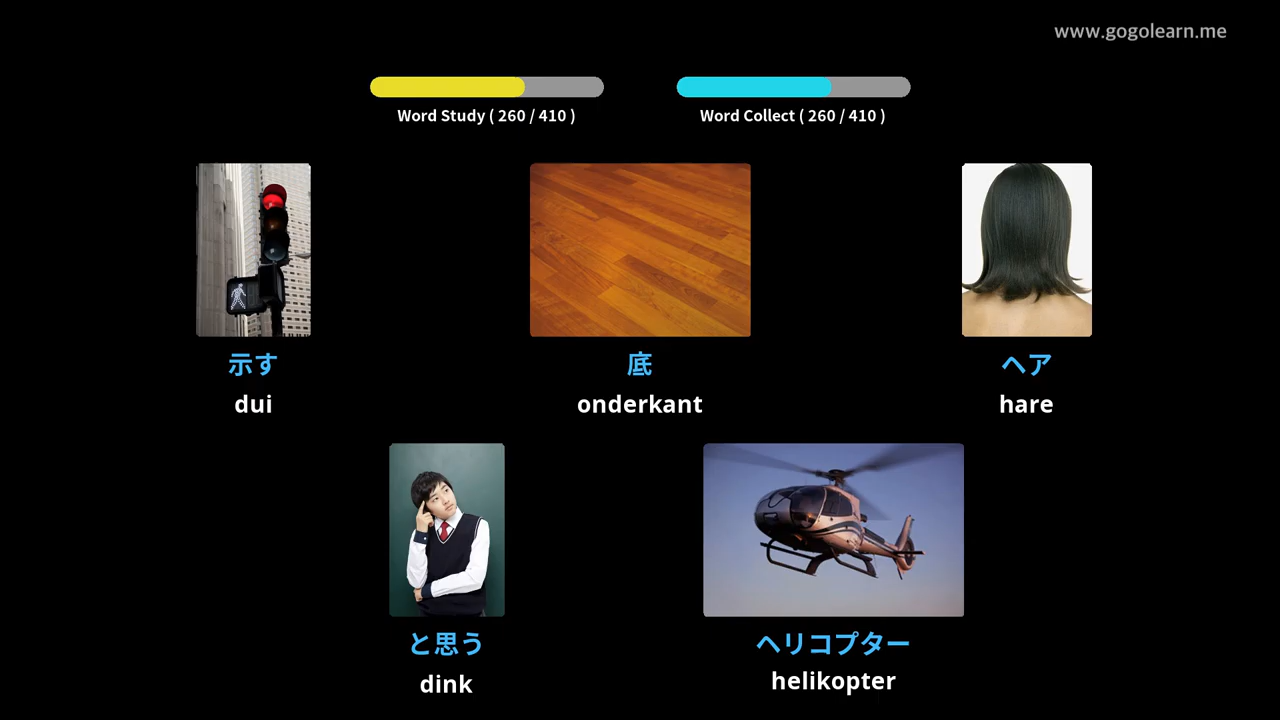 www.gogolearn.me
Word Study ( 260 / 410 )
Word Collect ( 260 / 410 )
示す
dui
底
onderkant
ヘア
hare
と思う
dink
ヘリコプター
helikopter